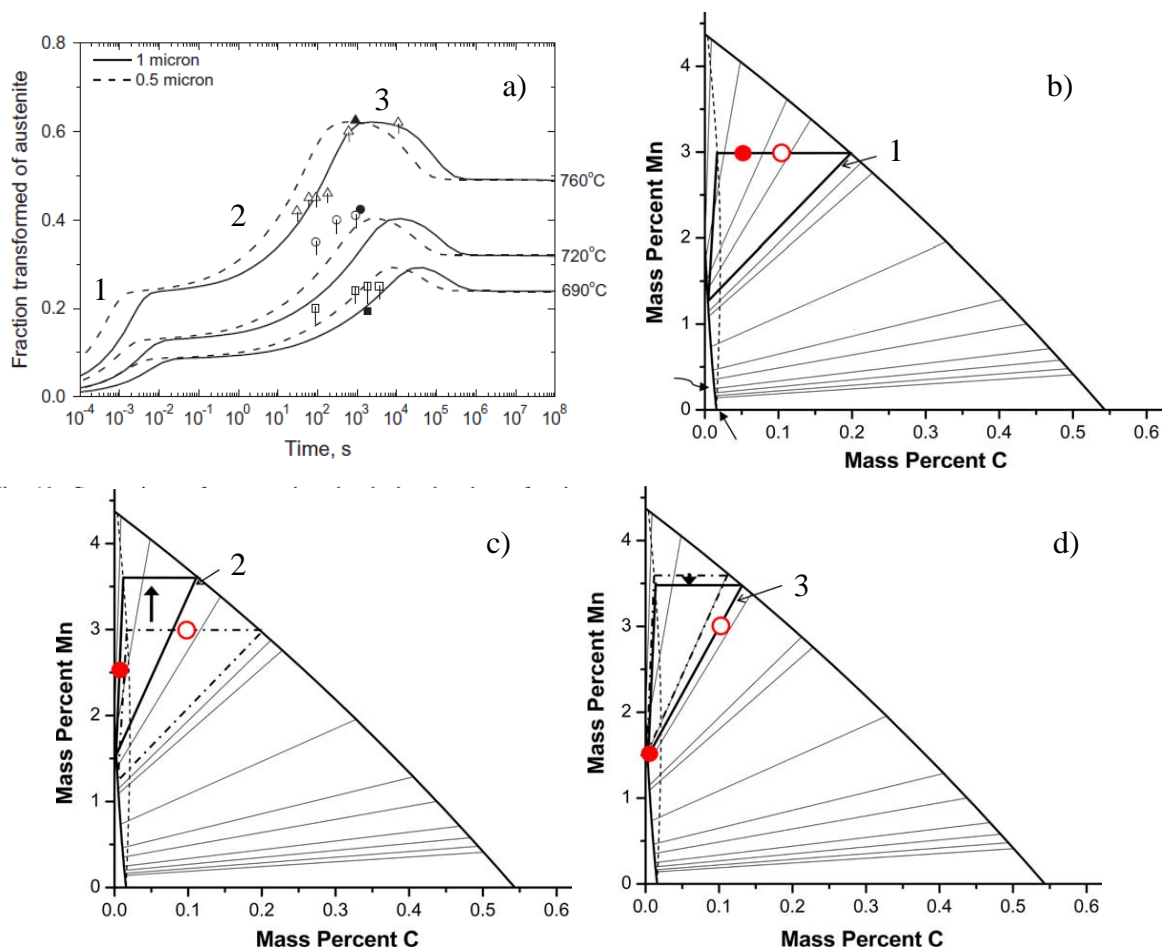 0.8
1 micron
0.5 micron
a)
3
0.6
760°C
2
0.4
720°C
1
690°C
0.2
0.0
Fraction transformed of austenite
10⁻⁴ 10⁻³ 10⁻² 10⁻¹ 10⁰ 10¹ 10² 10³ 10⁴ 10⁵ 10⁶ 10⁷ 10⁸
Time, s
b)
4
3
1
2
1
0
Mass Percent Mn
0.0 0.1 0.2 0.3 0.4 0.5 0.6
Mass Percent C
c)
4
2
3
2
1
0
Mass Percent Mn
0.0 0.1 0.2 0.3 0.4 0.5 0.6
Mass Percent C
d)
4
3
3
2
1
0
Mass Percent Mn
0.0 0.1 0.2 0.3 0.4 0.5 0.6
Mass Percent C